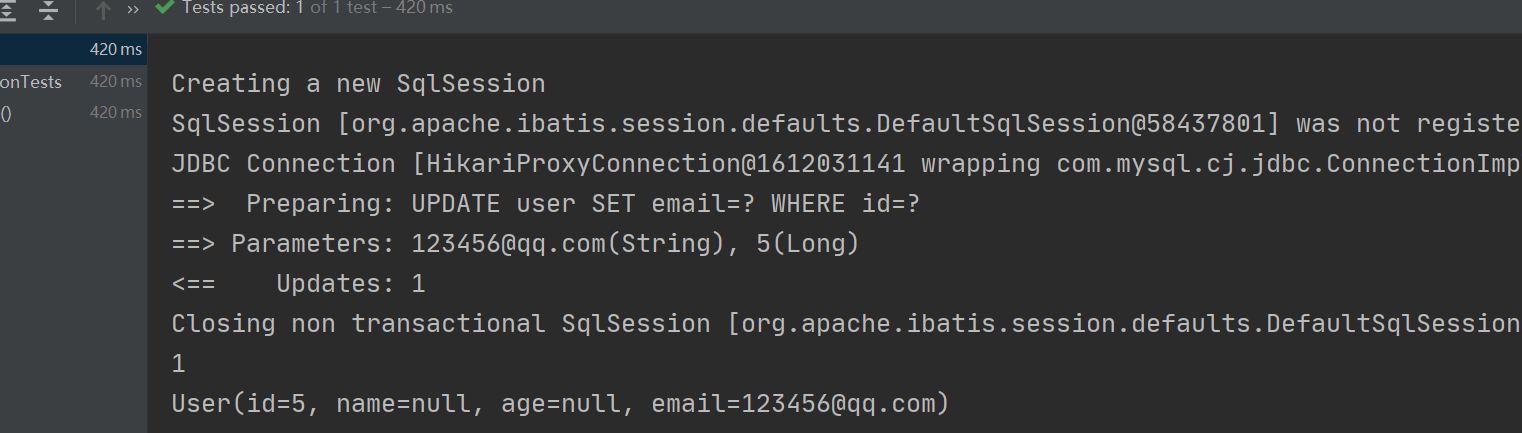 Tests passed: 1 of 1 test – 420 ms
420 ms
onTests 420 ms
() 420 ms
Creating a new SqlSession
SqlSession [org.apache.ibatis.session.defaults.DefaultSqlSession@58437801] was not registe
JDBC Connection [HikariProxyConnection@1612031141 wrapping com.mysql.cj.jdbc.ConnectionImp
==>  Preparing: UPDATE user SET email=? WHERE id=?
==> Parameters: 123456@qq.com(String), 5(Long)
<==    Updates: 1
Closing non transactional SqlSession [org.apache.ibatis.session.defaults.DefaultSqlSession
1
User(id=5, name=null, age=null, email=123456@qq.com)